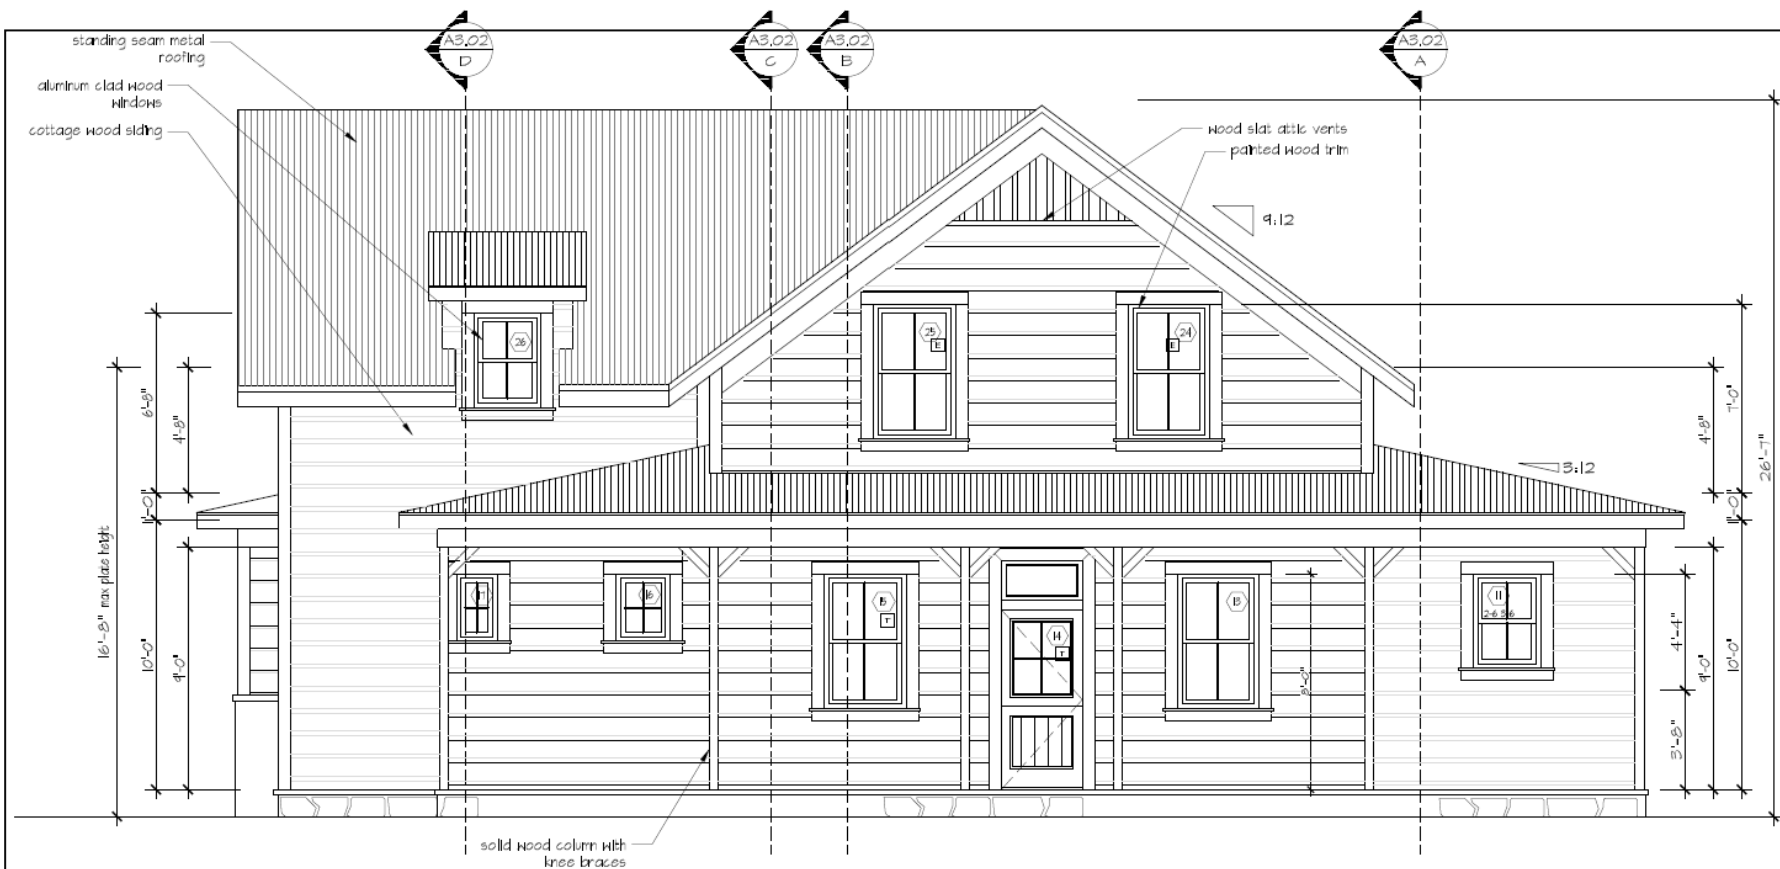 A3.02
D
A3.02
C
A3.02
B
A3.02
A
standing seam metal
roofing
aluminum clad wood
windows
cottage wood siding
wood slat attic vents
painted wood trim
9:12
3:12
26
25
E
24
E
17
16
15
T
14
T
13
11
2-6 3-6
8'-0"
6'-8"
4'-8"
1'-0"
16'-8" max plate height
10'-0"
9'-0"
7'-0"
4'-8"
26'-7"
1'-0"
4'-4"
9'-0"
10'-0"
3'-8"
solid wood column with
knee braces